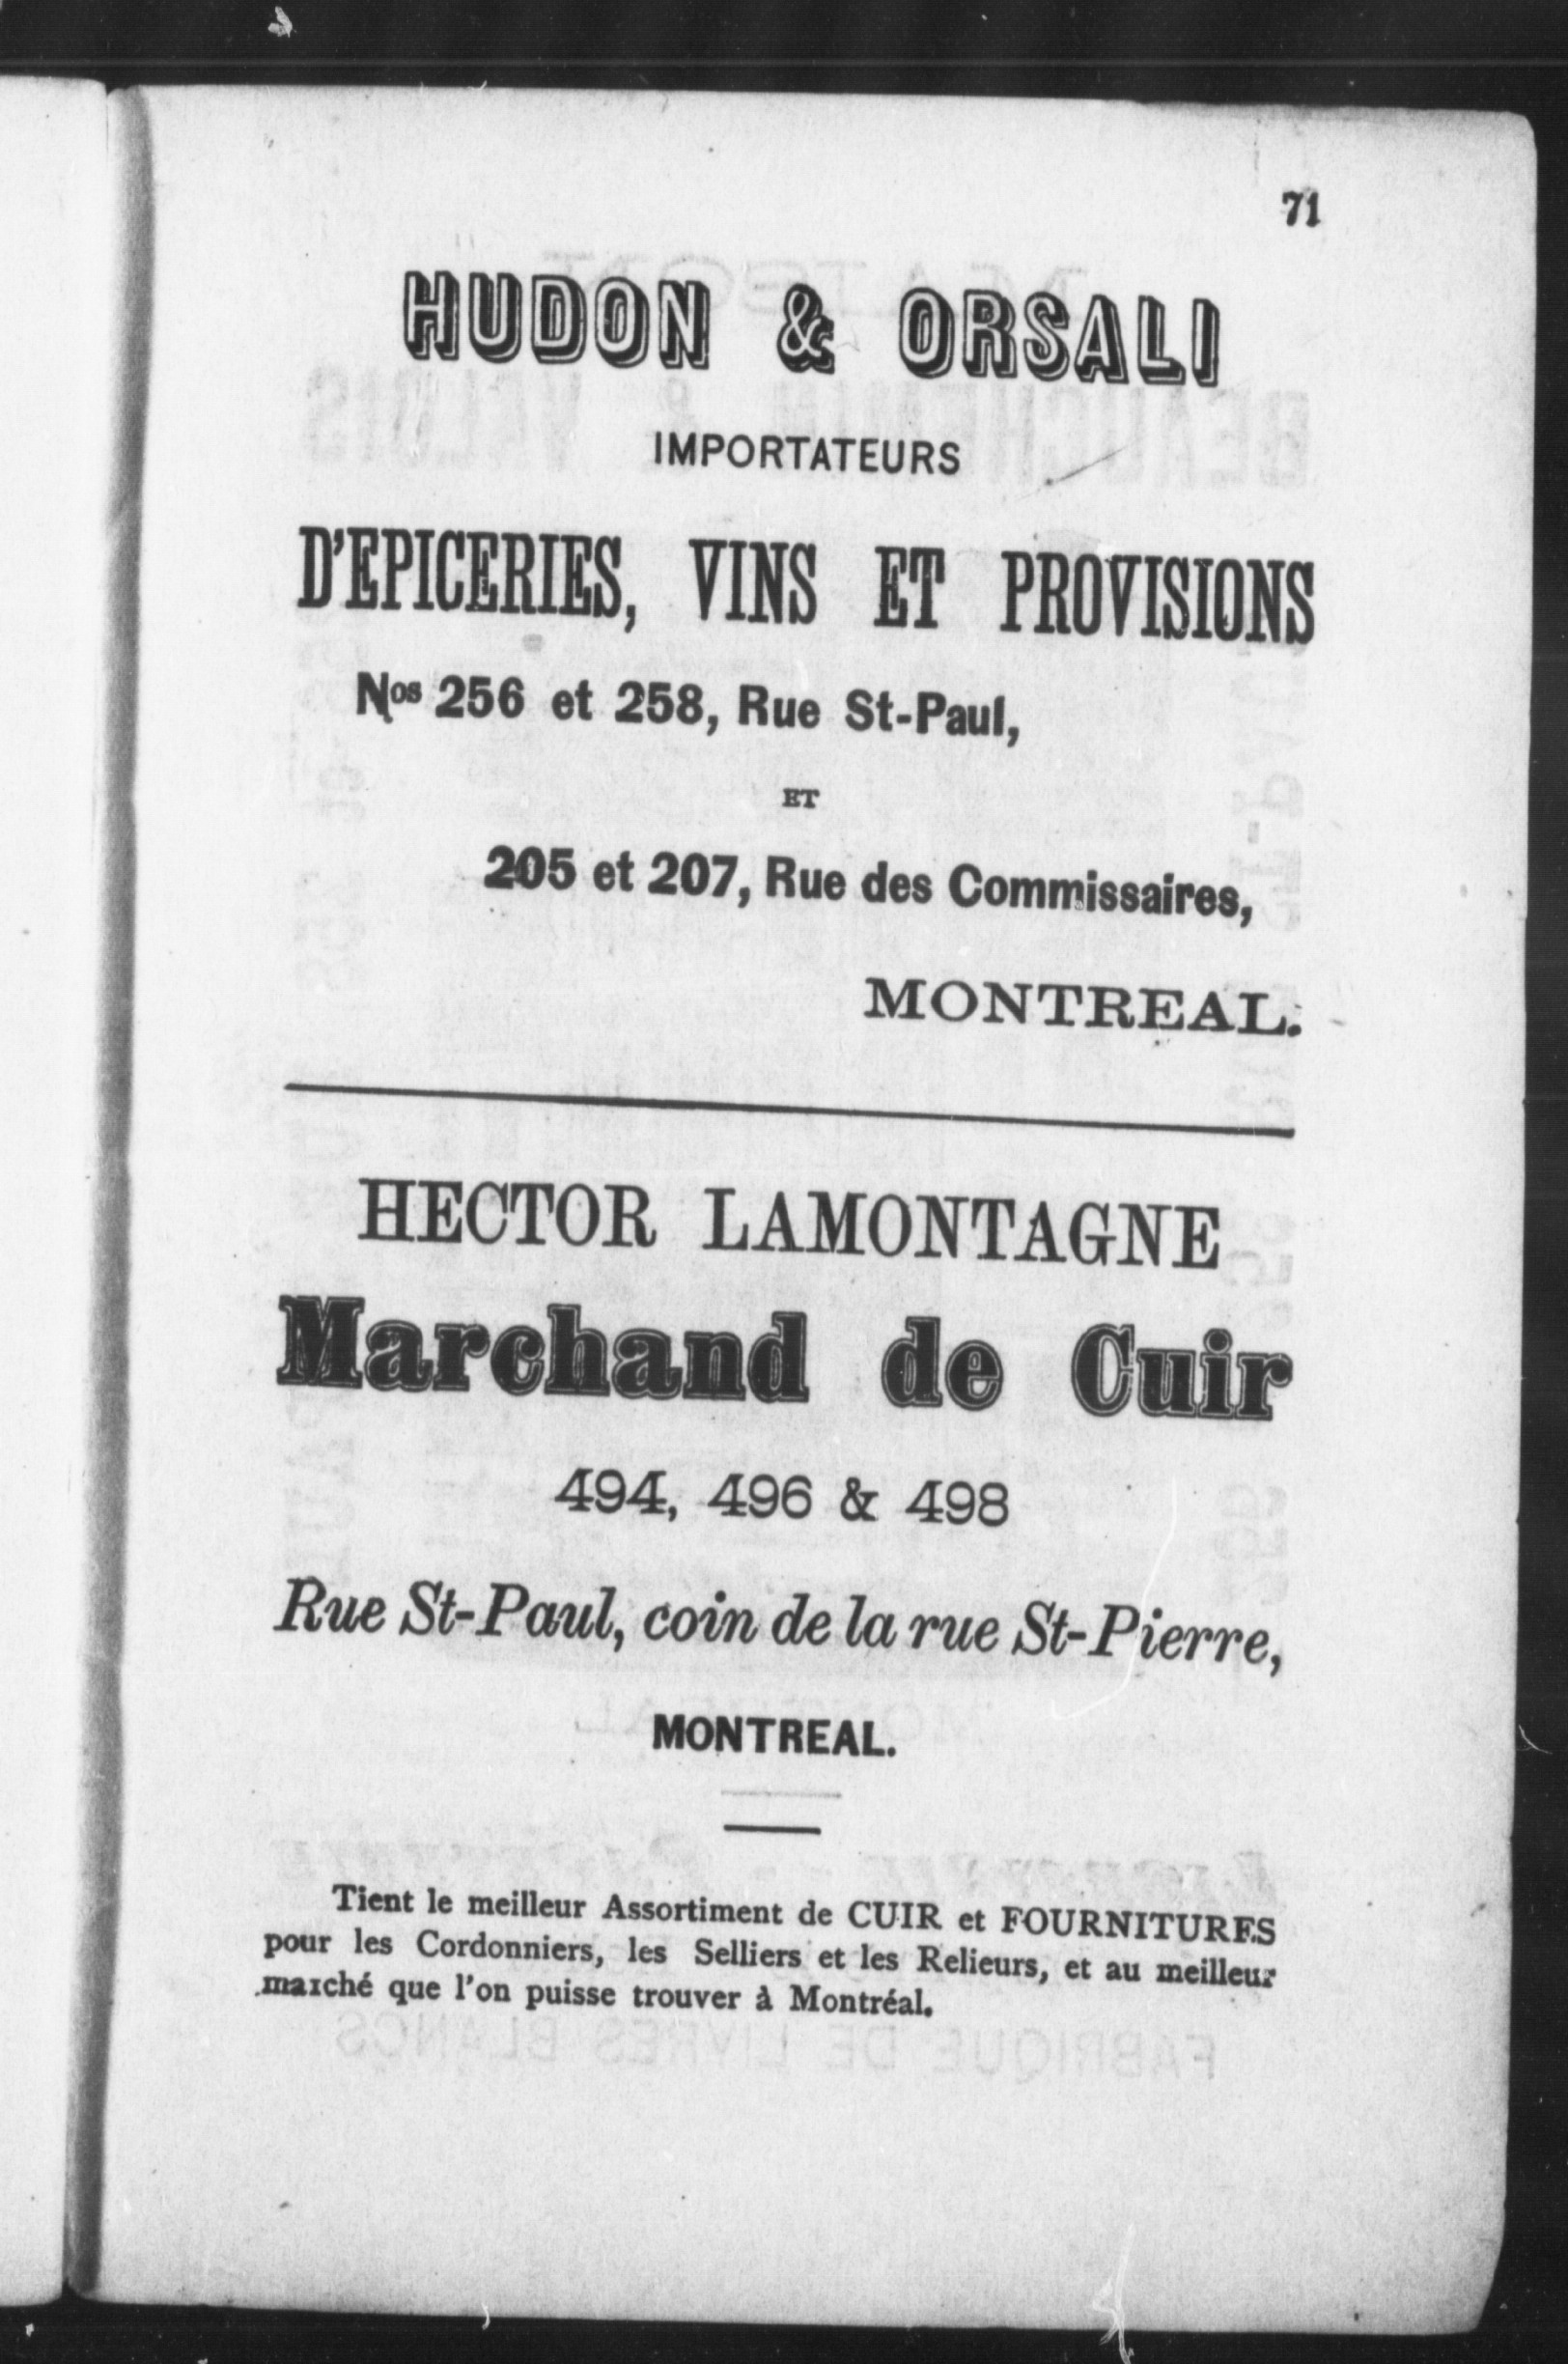 71
HUDON & ORSALI
IMPORTATEURS
D'EPICERIES, VINS ET PROVISIONS
Nos 256 et 258, Rue St-Paul,
ET
205 et 207, Rue des Commissaires,
MONTREAL.
HECTOR LAMONTAGNE
Marchand de Cuir
494, 496 & 498
Rue St-Paul, coin de la rue St-Pierre,
MONTREAL.
Tient le meilleur Assortiment de CUIR et FOURNITURES
pour les Cordonniers, les Selliers et les Relieurs, et au meilleur
marché que l'on puisse trouver à Montréal.